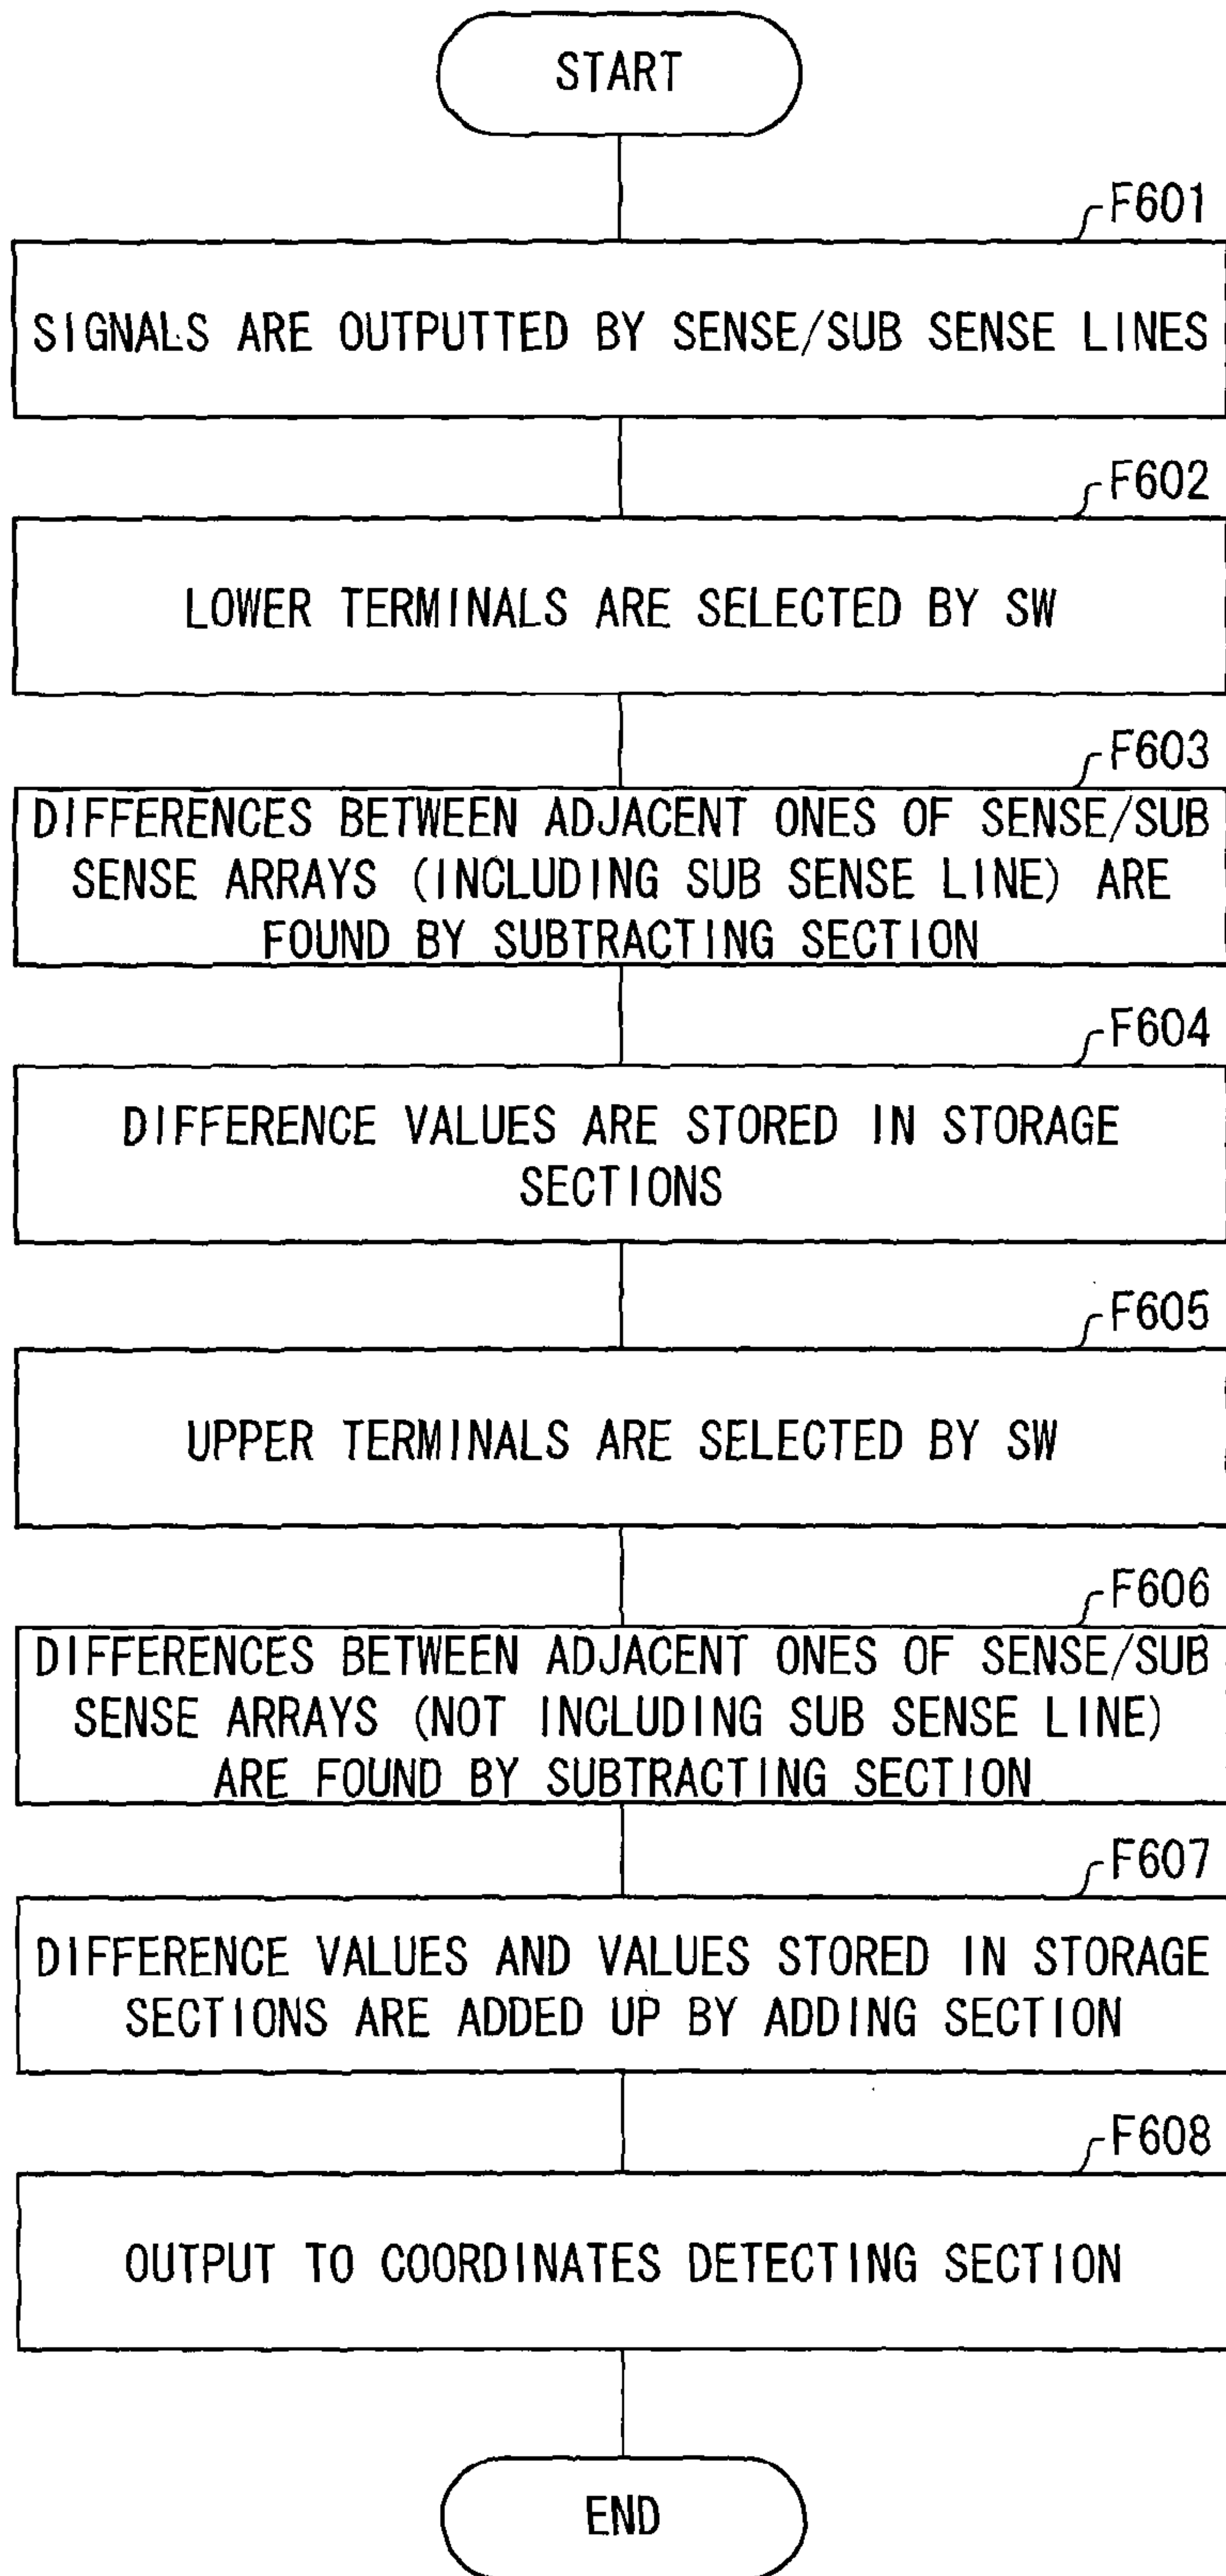 START
F601
SIGNALS ARE OUTPUTTED BY SENSE/SUB SENSE LINES
F602
LOWER TERMINALS ARE SELECTED BY SW
F603
DIFFERENCES BETWEEN ADJACENT ONES OF SENSE/SUB
SENSE ARRAYS (INCLUDING SUB SENSE LINE) ARE
FOUND BY SUBTRACTING SECTION
F604
DIFFERENCE VALUES ARE STORED IN STORAGE
SECTIONS
F605
UPPER TERMINALS ARE SELECTED BY SW
F606
DIFFERENCES BETWEEN ADJACENT ONES OF SENSE/SUB
SENSE ARRAYS (NOT INCLUDING SUB SENSE LINE)
ARE FOUND BY SUBTRACTING SECTION
F607
DIFFERENCE VALUES AND VALUES STORED IN STORAGE
SECTIONS ARE ADDED UP BY ADDING SECTION
F608
OUTPUT TO COORDINATES DETECTING SECTION
END